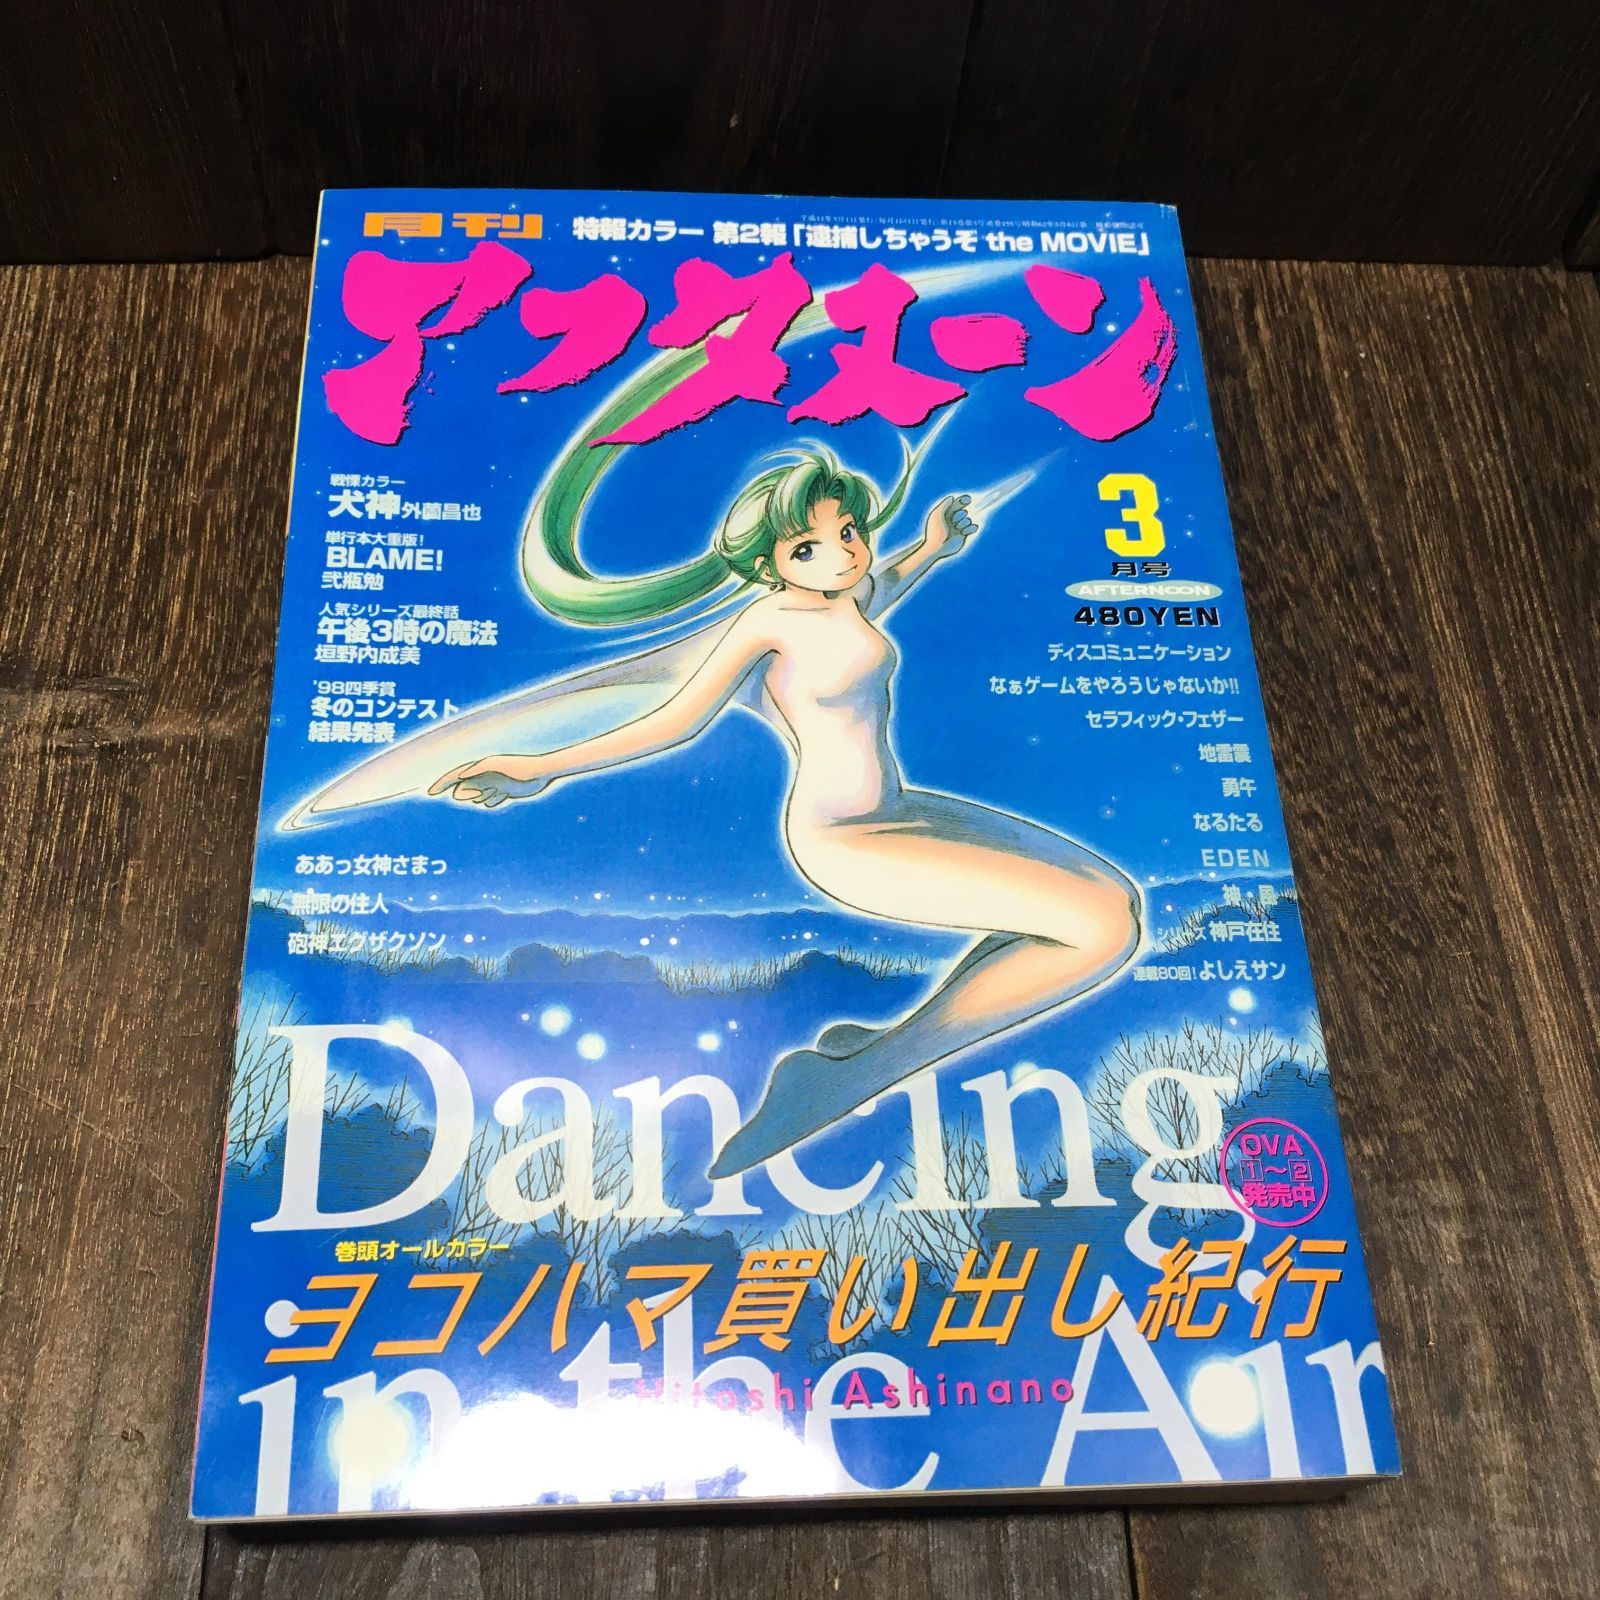 月刊
特報カラー 第2報「逮捕しちゃうぞ the MOVIE」
アフタヌーン
戦慄カラー
犬神 外薗昌也
単行本大重版!
BLAME!
弐瓶勉
人気シリーズ最終話
午後3時の魔法
垣野内成美
'98四季賞
冬のコンテスト
結果発表
3
月号
AFTERNOON
480YEN
ディスコミュニケーション
なぁゲームをやろうじゃないか!!
セラフィック・フェザー
地雷震
勇午
なるたる
EDEN
神・風
シリーズ 神戸在住
連載80回! よしえサン
ああっ女神さまっ
無限の住人
砲神エグザクソン
Dancing
OVA
1~2
発売中
巻頭オールカラー
ヨコハマ買い出し紀行
in the Air
Hitoshi Ashinano